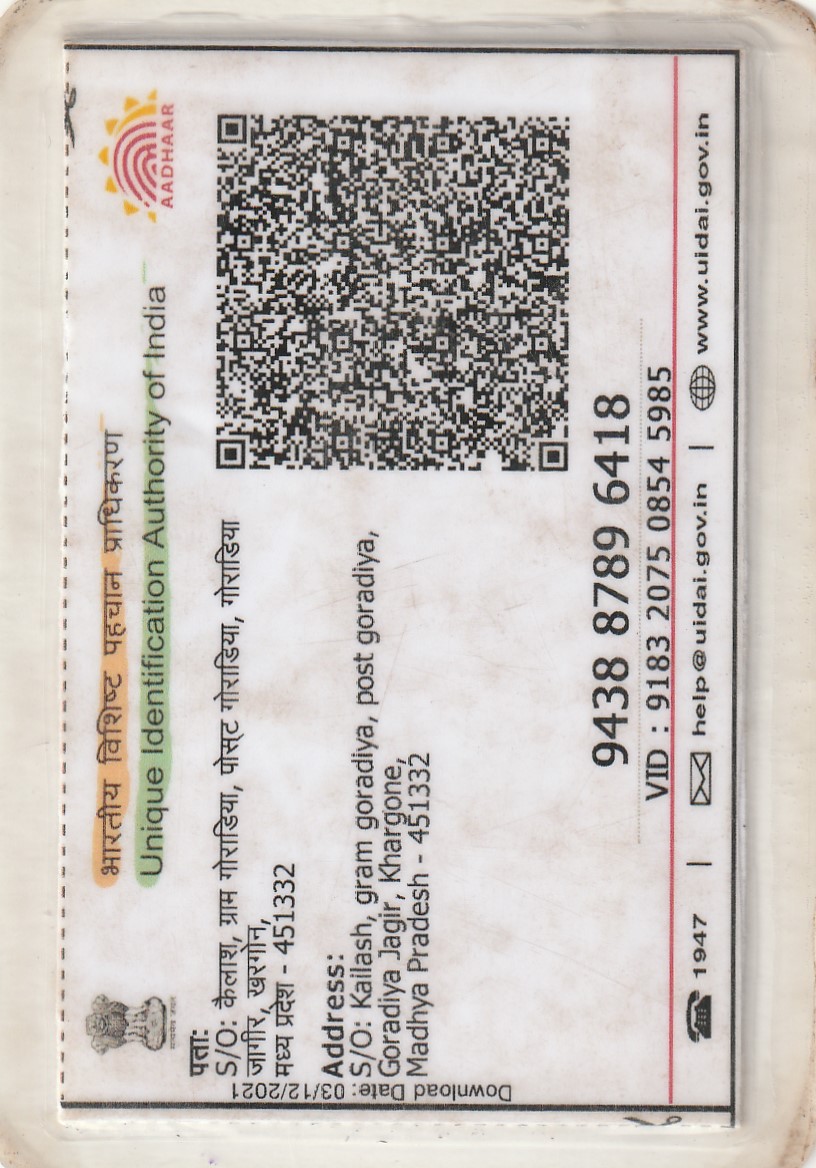 भारतीय विशिष्ट पहचान प्राधिकरण
Unique Identification Authority of India
AADHAAR
पता:
S/O: कैलाश, ग्राम गोराडिया, पोस्ट गोराडिया, गोराडिया
जागीर, खरगोन,
मध्य प्रदेश - 451332
Address:
S/O: Kailash, gram goradiya, post goradiya,
Goradiya Jagir, Khargone,
Madhya Pradesh - 451332
Download Date: 03/12/2021
9438 8789 6418
VID : 9183 2075 0854 5985
1947 | help@uidai.gov.in | www.uidai.gov.in